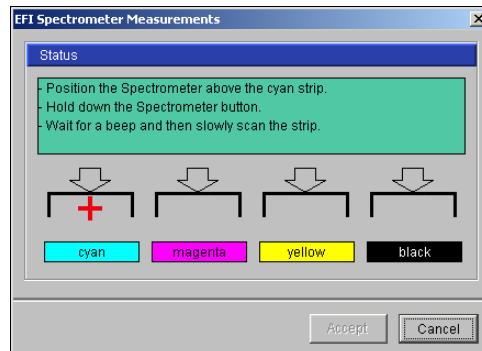 EFI Spectrometer Measurements
Status
- Position the Spectrometer above the cyan strip.
- Hold down the Spectrometer button.
- Wait for a beep and then slowly scan the strip.
cyan magenta yellow black
Accept Cancel